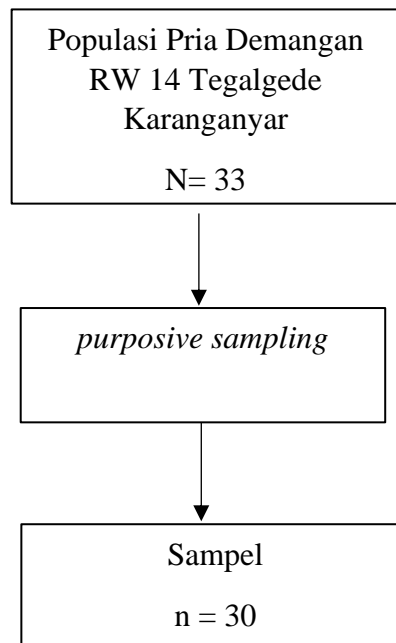 Populasi Pria Demangan
RW 14 Tegalgede
Karanganyar
N= 33
purposive sampling
Sampel
n = 30